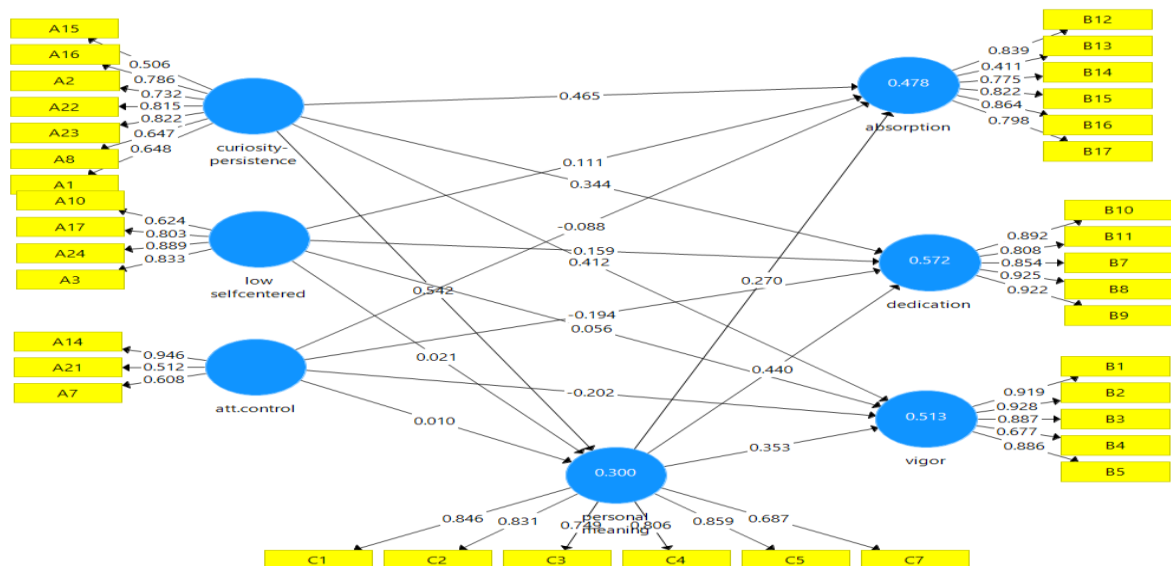 A15
A16
A2
A22
A23
A8
A1
0.506
0.786
0.732
0.815
0.822
0.647
0.648
curiosity-
persistence
A10
A17
A24
A3
0.624
0.803
0.889
0.833
low
selfcentered
A14
A21
A7
0.946
0.512
0.608
att.control
0.465
0.111
0.344
-0.088
0.159
0.412
0.542
0.270
-0.194
0.056
0.021
0.440
-0.202
0.010
0.353
0.478
absorption
0.839
0.411
0.775
0.822
0.864
0.798
B12
B13
B14
B15
B16
B17
0.572
dedication
0.892
0.808
0.854
0.925
0.922
B10
B11
B7
B8
B9
0.513
vigor
0.919
0.928
0.887
0.677
0.886
B1
B2
B3
B4
B5
0.300
personal
meaning
0.846
0.831
0.749
0.806
0.859
0.687
C1
C2
C3
C4
C5
C7